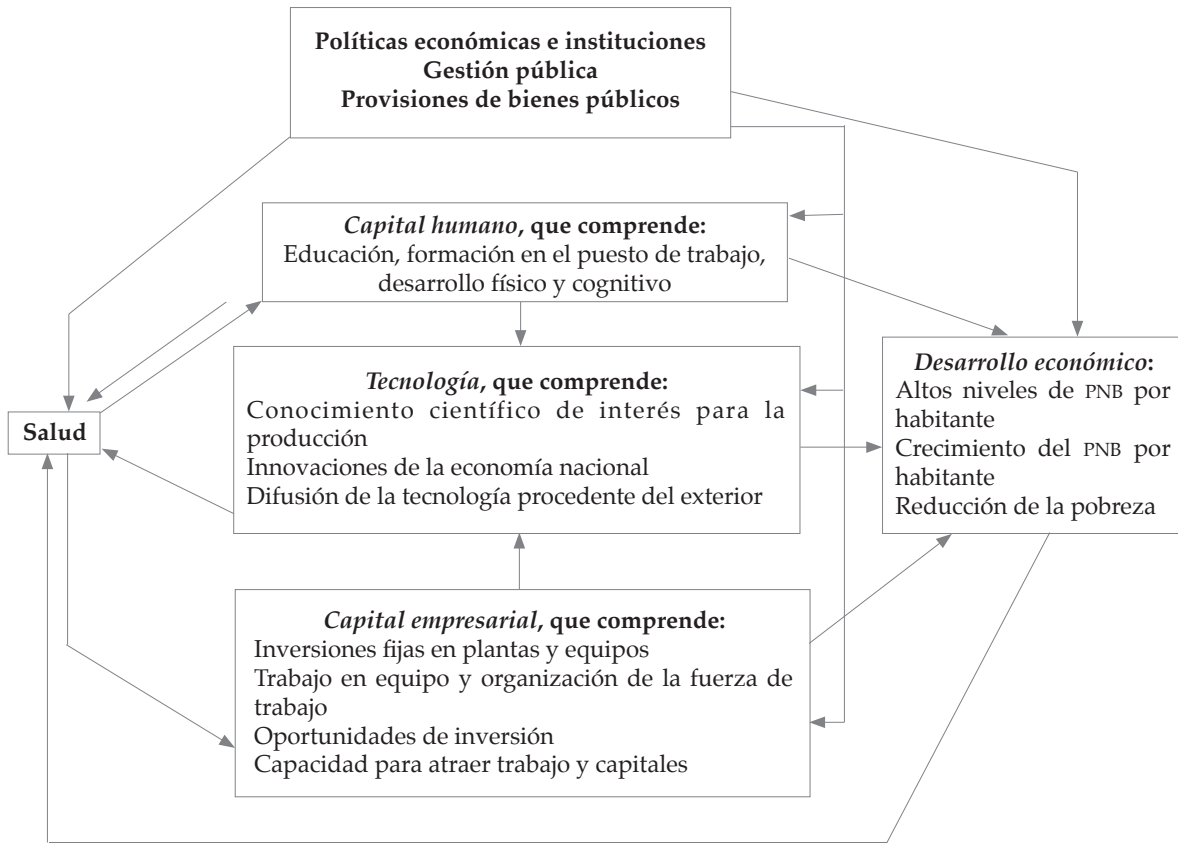 Políticas económicas e instituciones
Gestión pública
Provisiones de bienes públicos
Capital humano, que comprende:
Educación, formación en el puesto de trabajo,
desarrollo físico y cognitivo
Tecnología, que comprende:
Conocimiento científico de interés para la
producción
Innovaciones de la economía nacional
Difusión de la tecnología procedente del exterior
Salud
Desarrollo económico:
Altos niveles de PNB por
habitante
Crecimiento del PNB por
habitante
Reducción de la pobreza
Capital empresarial, que comprende:
Inversiones fijas en plantas y equipos
Trabajo en equipo y organización de la fuerza de
trabajo
Oportunidades de inversión
Capacidad para atraer trabajo y capitales